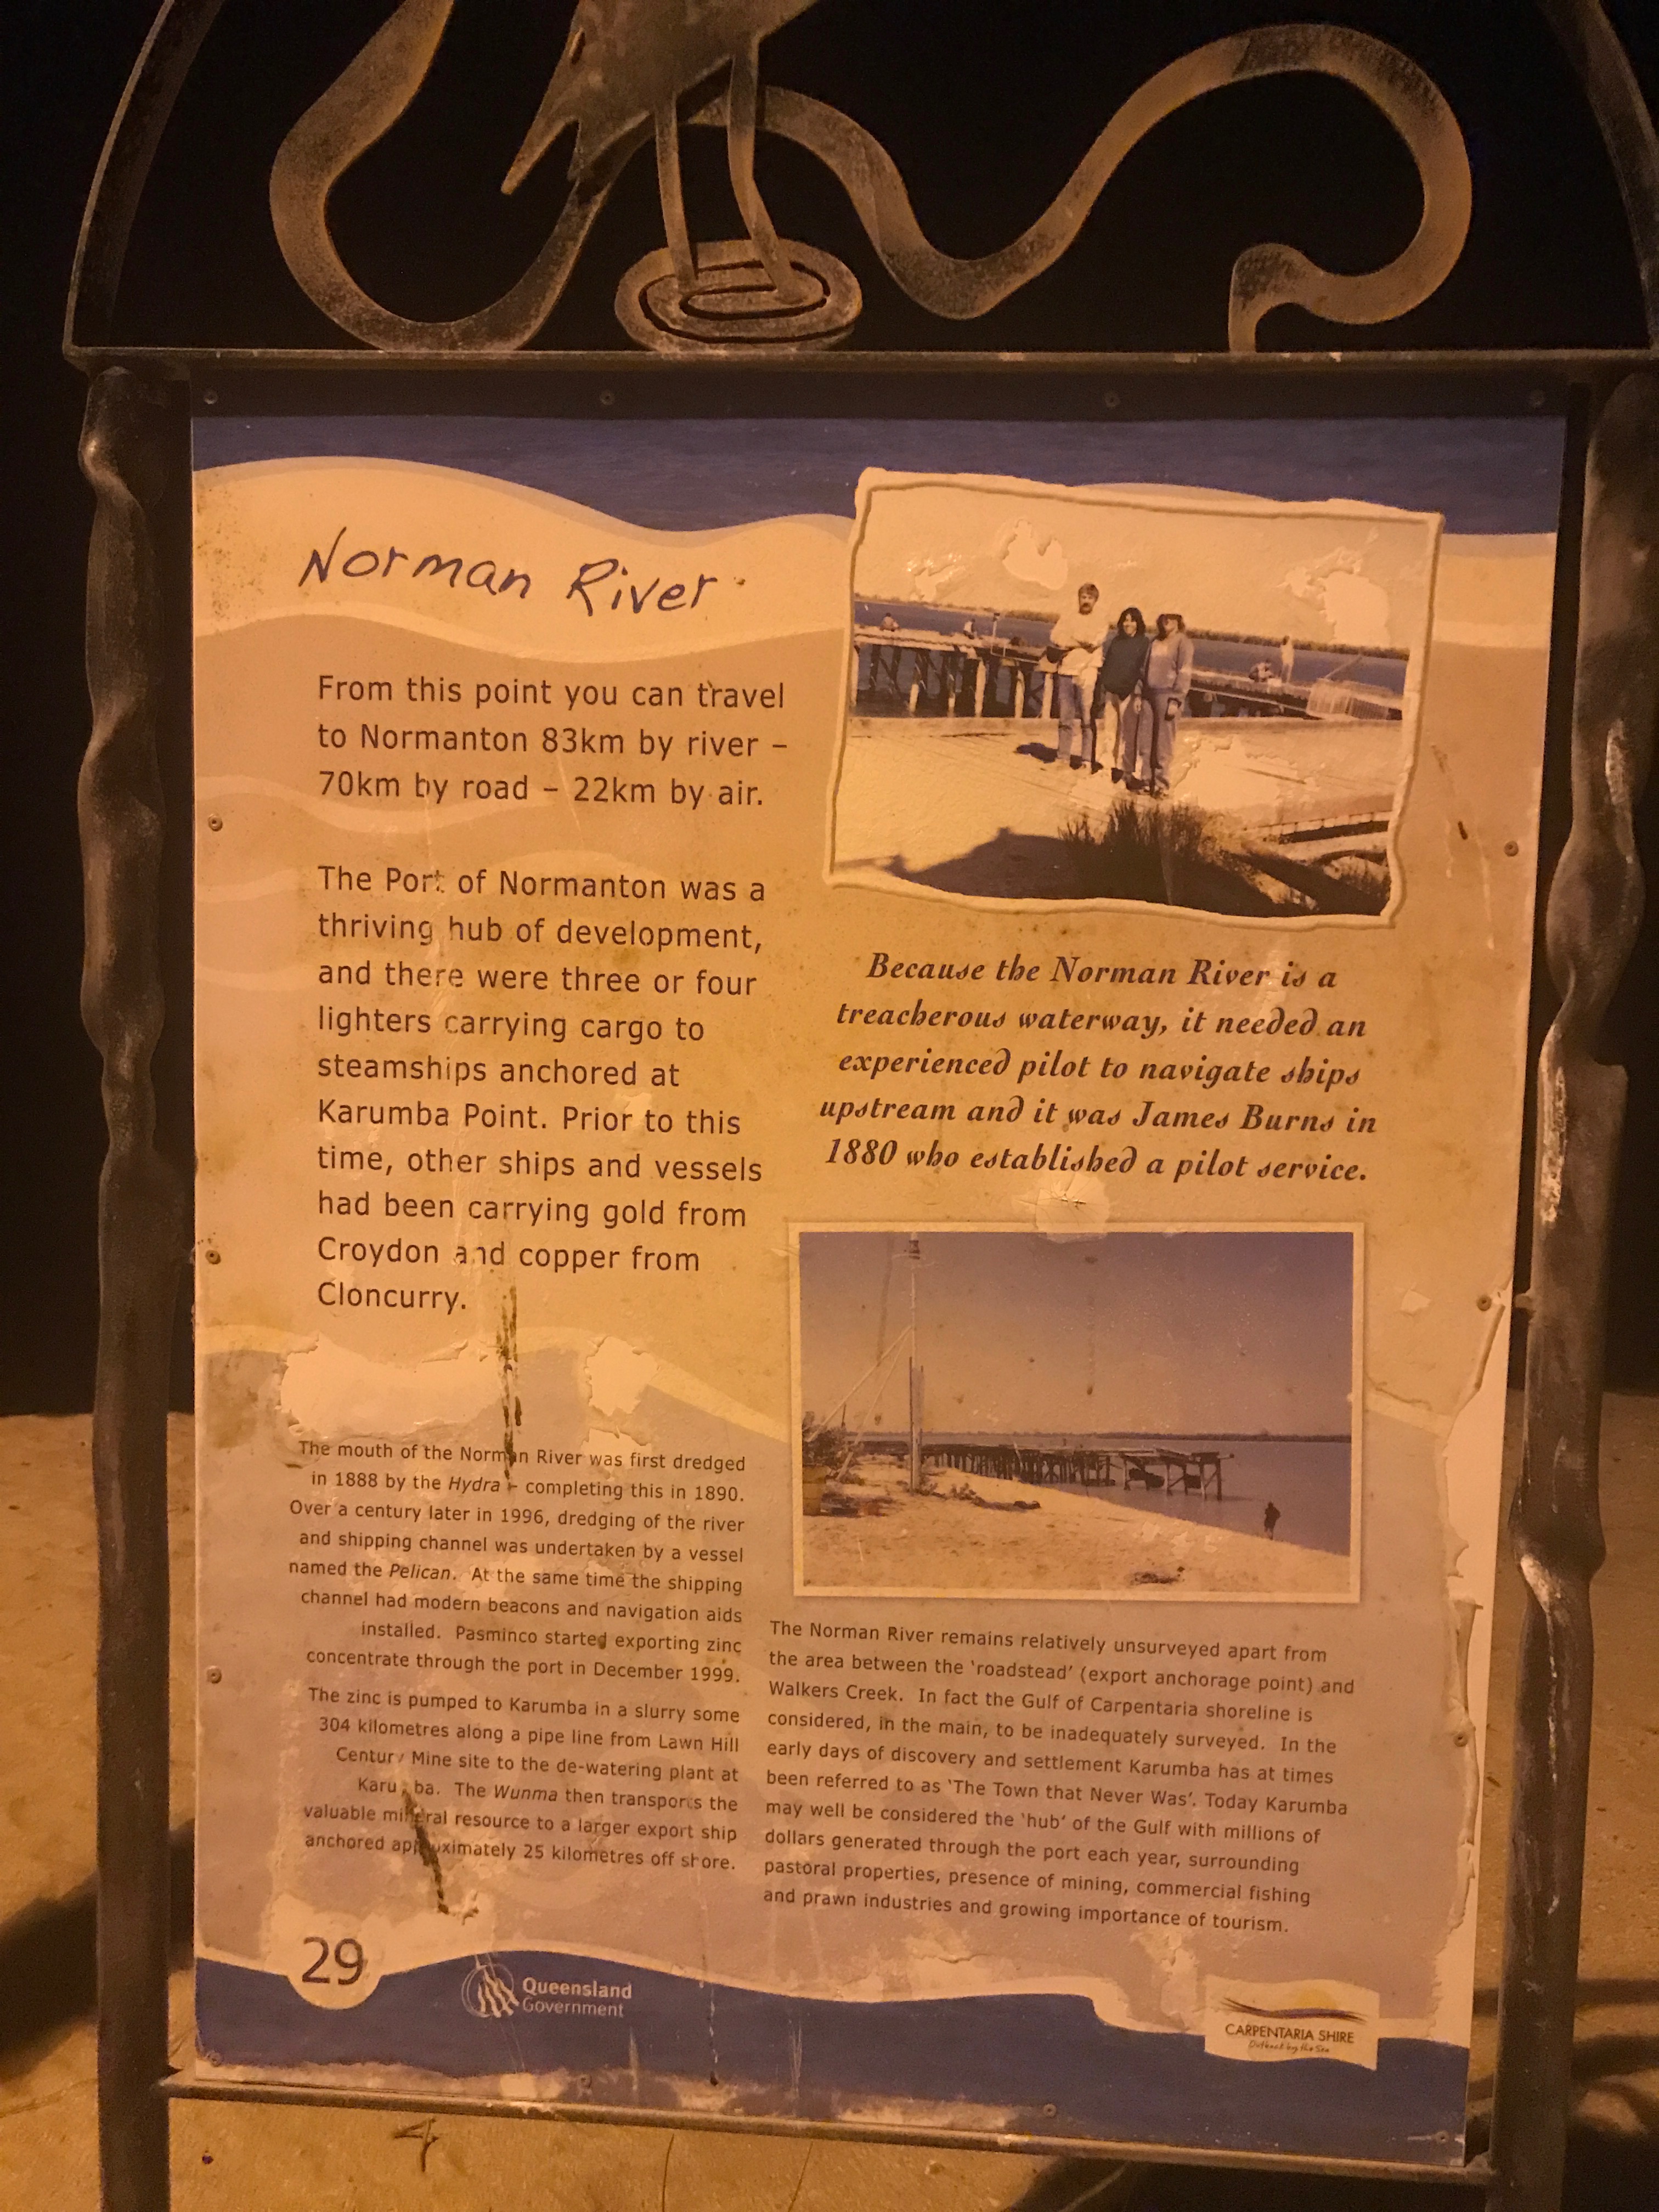 Norman River
From this point you can travel
to Normanton 83km by river –
70km by road – 22km by air.
The Port of Normanton was a
thriving hub of development,
and there were three or four
lighters carrying cargo to
steamships anchored at
Karumba Point. Prior to this
time, other ships and vessels
had been carrying gold from
Croydon and copper from
Cloncurry.
Because the Norman River is a
treacherous waterway, it needed an
experienced pilot to navigate ships
upstream and it was James Burns in
1880 who established a pilot service.
The mouth of the Norman River was first dredged
in 1888 by the Hydra – completing this in 1890.
Over a century later in 1996, dredging of the river
and shipping channel was undertaken by a vessel
named the Pelican. At the same time the shipping
channel had modern beacons and navigation aids
installed. Pasminco started exporting zinc
concentrate through the port in December 1999.
The zinc is pumped to Karumba in a slurry some
304 kilometres along a pipe line from Lawn Hill
Century Mine site to the de-watering plant at
Karumba. The Wunma then transports the
valuable mineral resource to a larger export ship
anchored approximately 25 kilometres off shore.
The Norman River remains relatively unsurveyed apart from
the area between the ‘roadstead’ (export anchorage point) and
Walkers Creek. In fact the Gulf of Carpentaria shoreline is
considered, in the main, to be inadequately surveyed. In the
early days of discovery and settlement Karumba has at times
been referred to as ‘The Town that Never Was’. Today Karumba
may well be considered the ‘hub’ of the Gulf with millions of
dollars generated through the port each year, surrounding
pastoral properties, presence of mining, commercial fishing
and prawn industries and growing importance of tourism.
29
Queensland
Government
CARPENTARIA SHIRE
Outback by the Sea
4